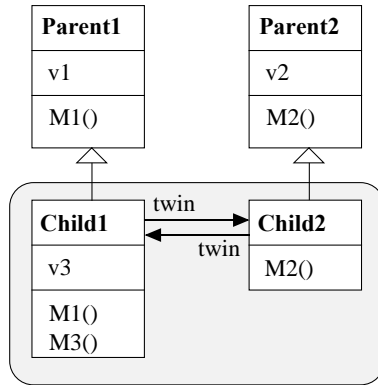 Parent1
v1
M1()
Parent2
v2
M2()
twin
twin
Child1
v3
M1()
M3()
Child2
M2()